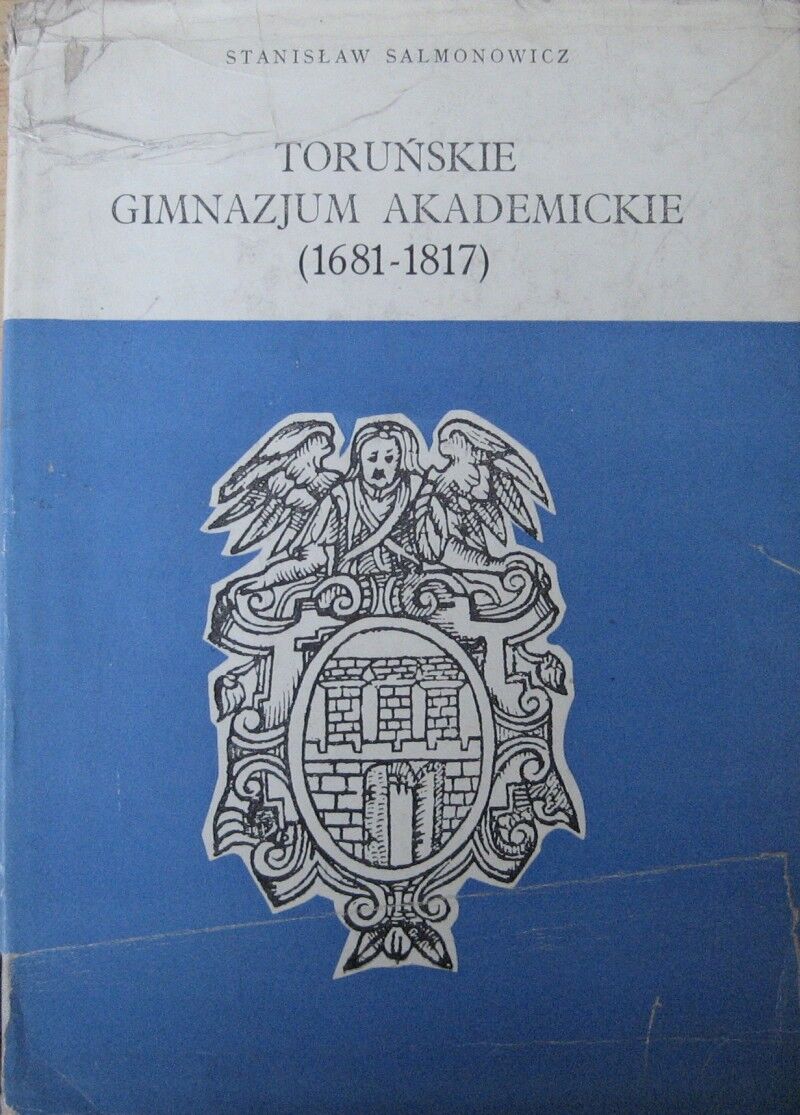 STANISŁAW SALMONOWICZ
TORUŃSKIE
GIMNAZJUM AKADEMICKIE
(1681-1817)